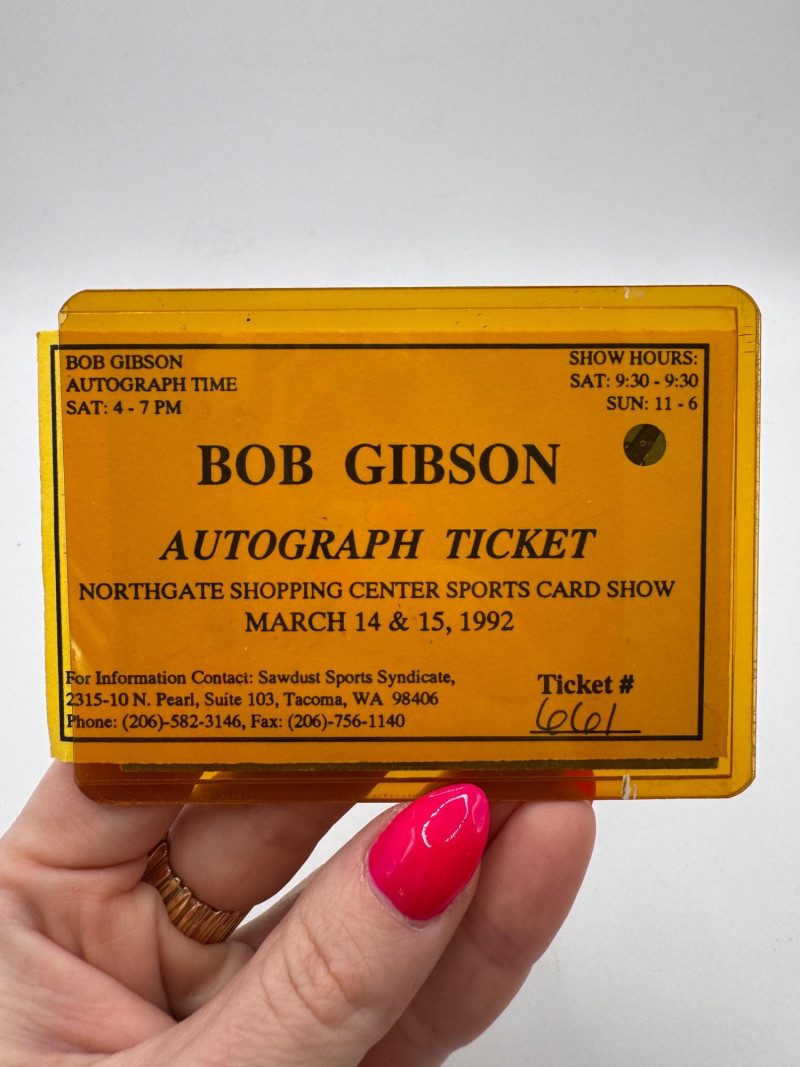 BOB GIBSON
AUTOGRAPH TIME
SAT: 4 - 7 PM
SHOW HOURS:
SAT: 9:30 - 9:30
SUN: 11 - 6
BOB GIBSON
AUTOGRAPH TICKET
NORTHGATE SHOPPING CENTER SPORTS CARD SHOW
MARCH 14 & 15, 1992
For Information Contact: Sawdust Sports Syndicate,
2315-10 N. Pearl, Suite 103, Tacoma, WA 98406
Phone: (206)-582-3146, Fax: (206)-756-1140
Ticket #
661